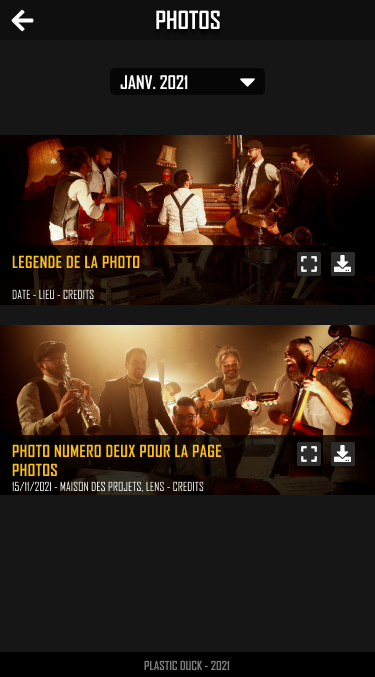 PHOTOS
JANV. 2021
LEGENDE DE LA PHOTO
DATE - LIEU - CREDITS
PHOTO NUMERO DEUX POUR LA PAGE
PHOTOS
15/11/2021 - MAISON DES PROJETS, LENS - CREDITS
PLASTIC DUCK - 2021